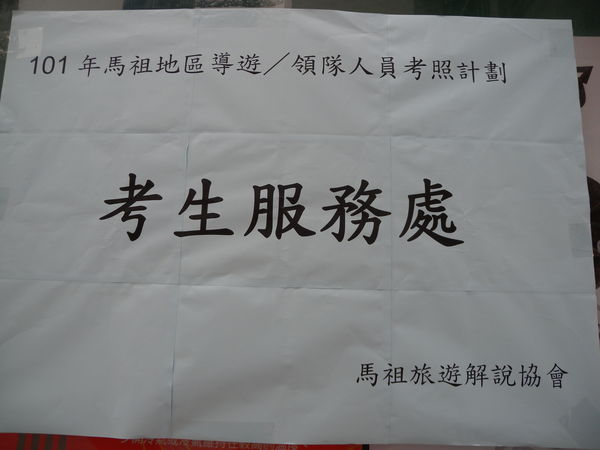 101年馬祖地區導遊／領隊人員考照計劃
考生服務處
馬祖旅遊解說協會